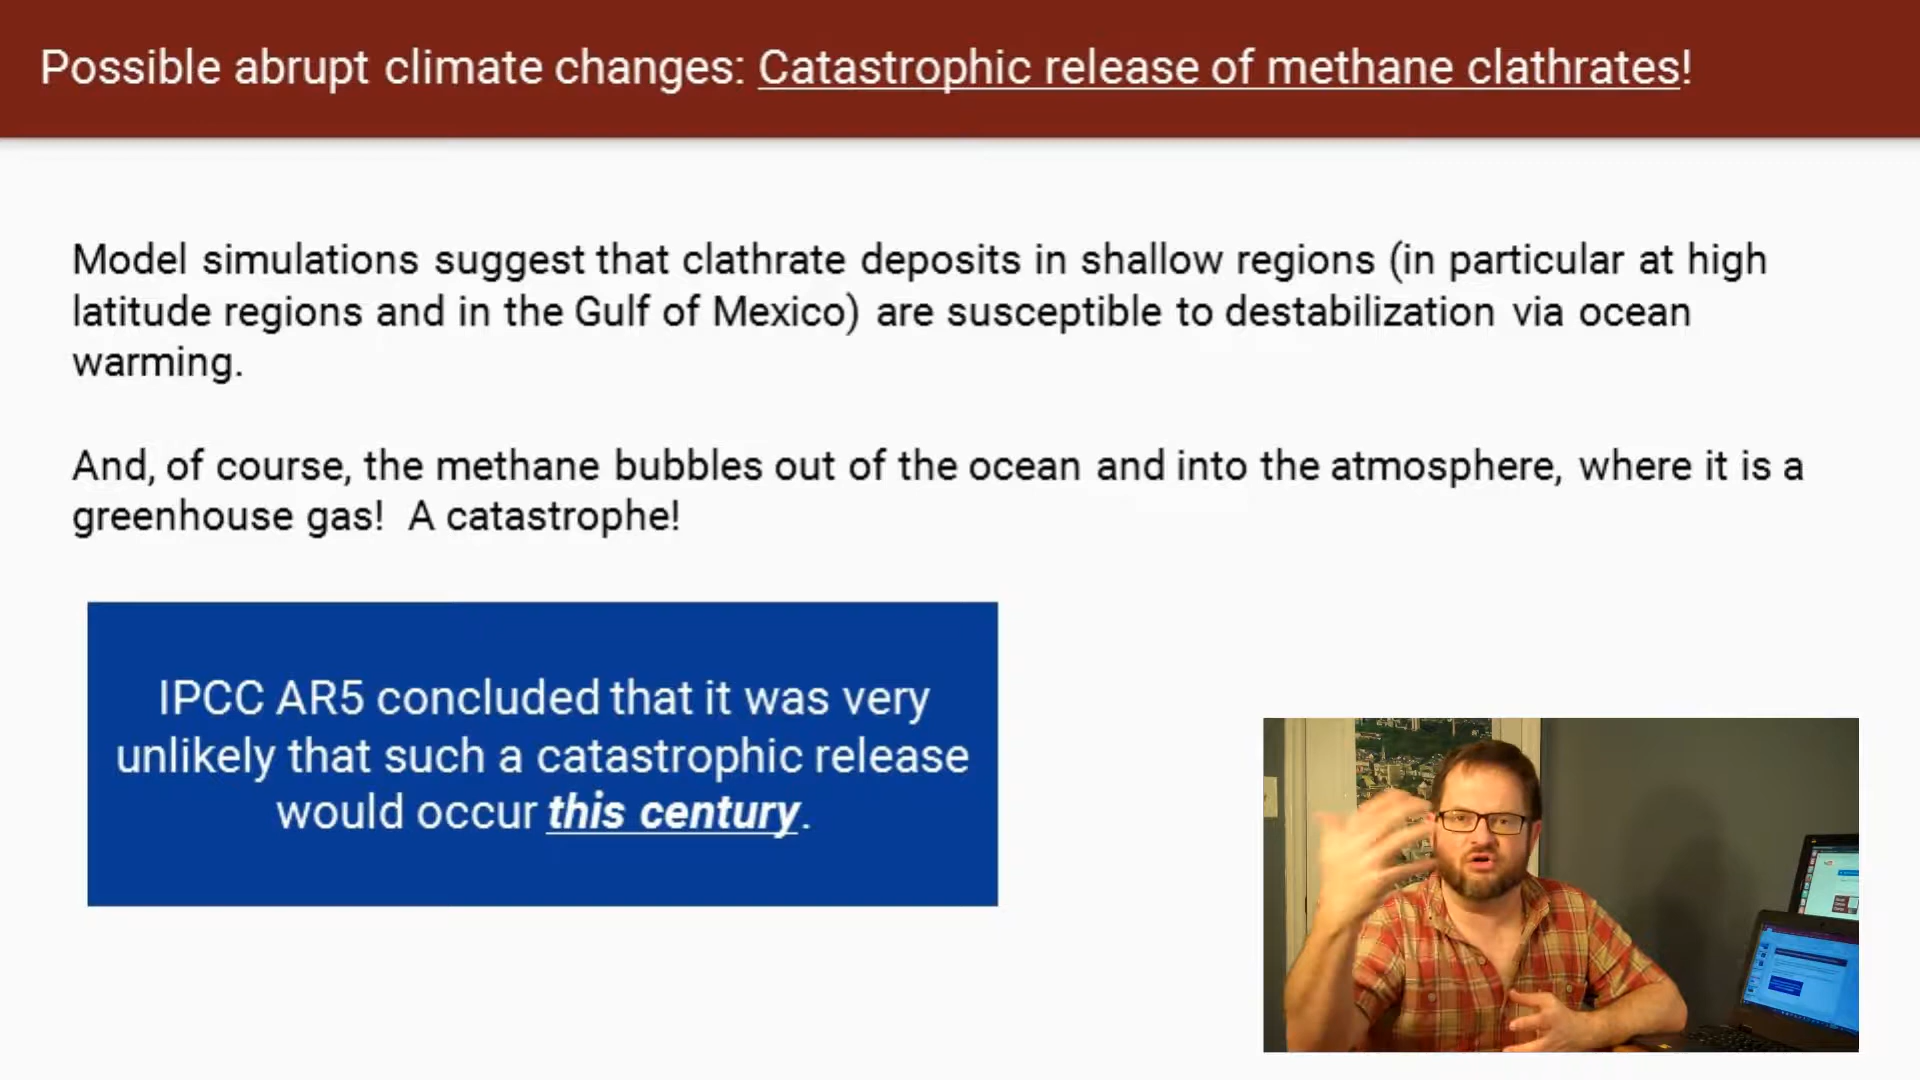 Possible abrupt climate changes: Catastrophic release of methane clathrates!
Model simulations suggest that clathrate deposits in shallow regions (in particular at high
latitude regions and in the Gulf of Mexico) are susceptible to destabilization via ocean
warming.
And, of course, the methane bubbles out of the ocean and into the atmosphere, where it is a
greenhouse gas!  A catastrophe!
IPCC AR5 concluded that it was very
unlikely that such a catastrophic release
would occur this century.